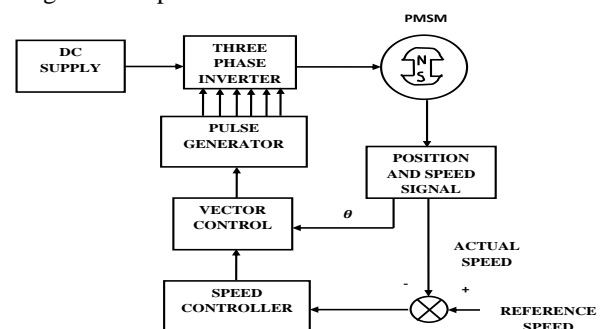 PMSM
DC
SUPPLY
THREE
PHASE
INVERTER
N
S
PULSE
GENERATOR
POSITION
AND SPEED
SIGNAL
VECTOR
CONTROL
θ
ACTUAL
SPEED
-
+
SPEED
CONTROLLER
REFERENCE
SPEED